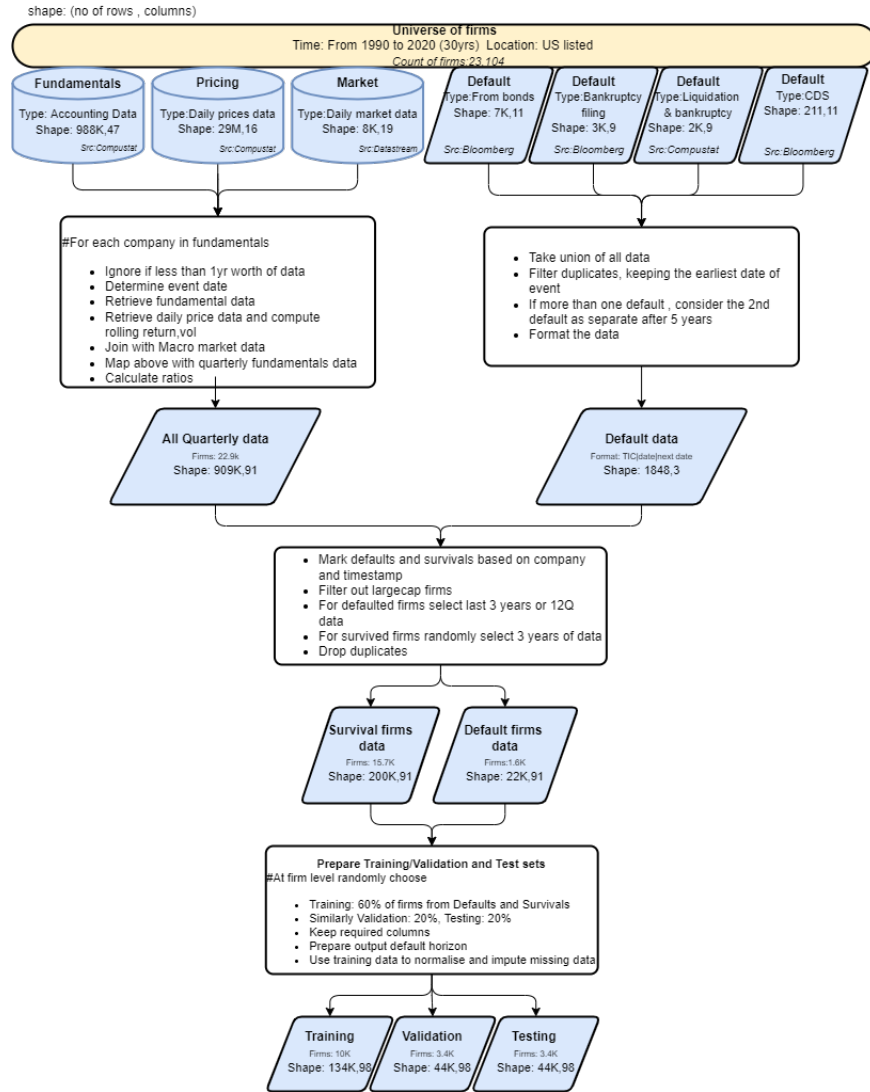 shape: (no of rows , columns)
Universe of firms
Time: From 1990 to 2020 (30yrs) Location: US listed
Count of firms:23,104
Fundamentals
Type: Accounting Data
Shape: 988K,47
Src:Compustat
Pricing
Type:Daily prices data
Shape: 29M,16
Src:Compustat
Market
Type:Daily market data
Shape: 8K,19
Src:Datastream
Default
Type:From bonds
Shape: 7K,11
Src:Bloomberg
Default
Type:Bankruptcy
filing
Shape: 3K,9
Src:Bloomberg
Default
Type:Liquidation
& bankruptcy
Shape: 2K,9
Src:Compustat
Default
Type:CDS
Shape: 211,11
Src:Bloomberg
#For each company in fundamentals
• Ignore if less than 1yr worth of data
• Determine event date
• Retrieve fundamental data
• Retrieve daily price data and compute
rolling return,vol
• Join with Macro market data
• Map above with quarterly fundamentals data
• Calculate ratios
• Take union of all data
• Filter duplicates, keeping the earliest date of
event
• If more than one default , consider the 2nd
default as separate after 5 years
• Format the data
All Quarterly data
Firms: 22.9k
Shape: 909K,91
Default data
Format: TIC|date|next date
Shape: 1848,3
• Mark defaults and survivals based on company
and timestamp
• Filter out largecap firms
• For defaulted firms select last 3 years or 12Q
data
• For survived firms randomly select 3 years of data
• Drop duplicates
Survival firms
data
Firms: 15.7K
Shape: 200K,91
Default firms
data
Firms:1.6K
Shape: 22K,91
Prepare Training/Validation and Test sets
#At firm level randomly choose
• Training: 60% of firms from Defaults and Survivals
• Similarly Validation: 20%, Testing: 20%
• Keep required columns
• Prepare output default horizon
• Use training data to normalise and impute missing data
Training
Firms: 10K
Shape: 134K,98
Validation
Firms: 3.4K
Shape: 44K,98
Testing
Firms: 3.4K
Shape: 44K,98